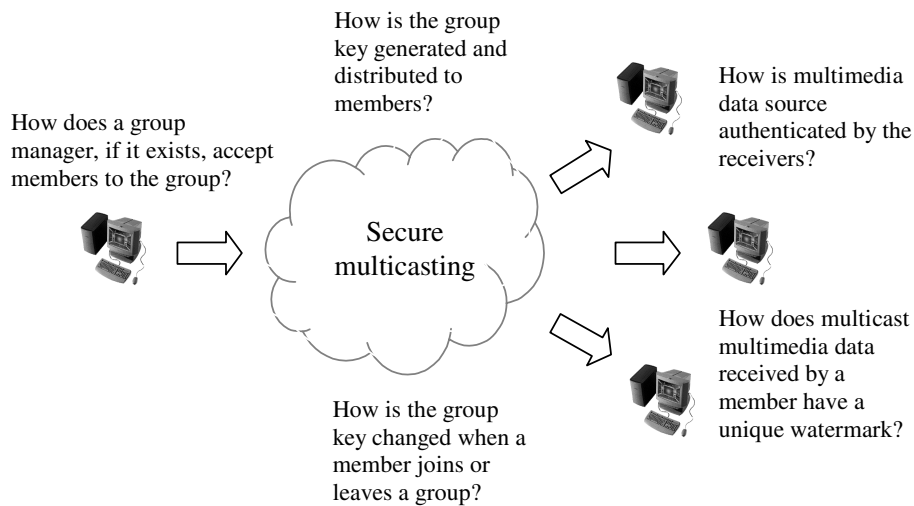 How is the group
key generated and
distributed to
members?
How does a group
manager, if it exists, accept
members to the group?
How is multimedia
data source
authenticated by the
receivers?
Secure
multicasting
How does multicast
multimedia data
received by a
member have a
unique watermark?
How is the group
key changed when a
member joins or
leaves a group?